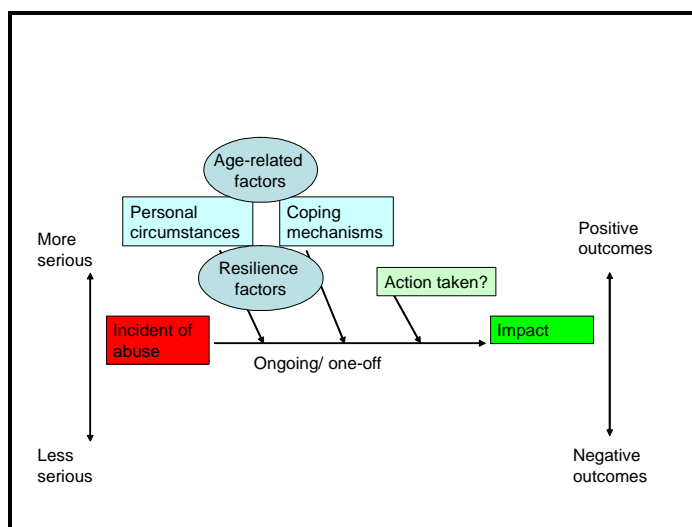 Age-related
factors
Personal
circumstances
Coping
mechanisms
More
serious
Positive
outcomes
Resilience
factors
Action taken?
Incident of
abuse
Impact
Ongoing/ one-off
Less
serious
Negative
outcomes